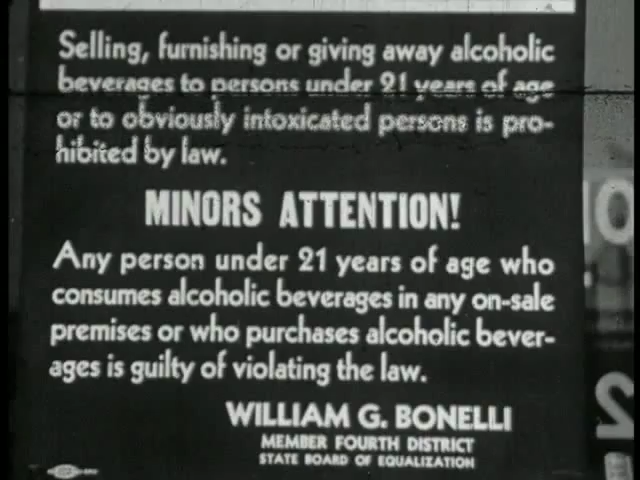 Selling, furnishing or giving away alcoholic
beverages to persons under 21 years of age
or to obviously intoxicated persons is pro-
hibited by law.
MINORS ATTENTION!
Any person under 21 years of age who
consumes alcoholic beverages in any on-sale
premises or who purchases alcoholic bever-
ages is guilty of violating the law.
WILLIAM G. BONELLI
MEMBER FOURTH DISTRICT
STATE BOARD OF EQUALIZATION